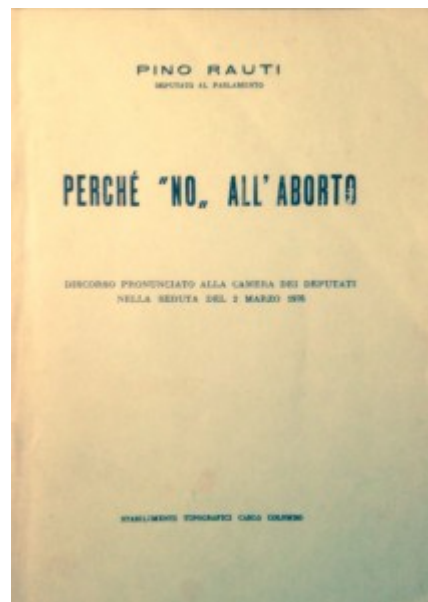 PINO RAUTI
DEPUTATO AL PARLAMENTO
PERCHÉ "NO„ ALL'ABORTO
DISCORSO PRONUNCIATO ALLA CAMERA DEI DEPUTATI
NELLA SEDUTA DEL 2 MARZO 1976
STABILIMENTI TIPOGRAFICI CARLO COLOMBO